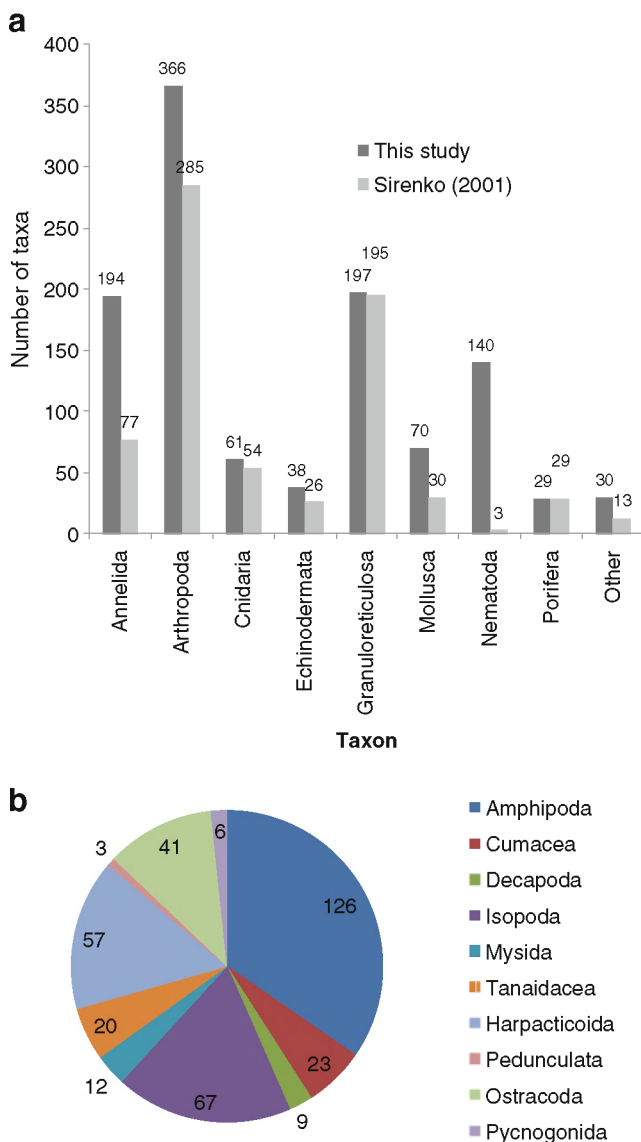 a
400
350
300
250
200
150
100
50
0
Number of taxa
This study
Sirenko (2001)
194
77
366
285
61
54
38
26
197
195
70
30
140
3
29
29
30
13
Annelida
Arthropoda
Cnidaria
Echinodermata
Granuloreticulosa
Mollusca
Nematoda
Porifera
Other
Taxon
b
126
23
9
67
12
20
57
3
41
6
Amphipoda
Cumacea
Decapoda
Isopoda
Mysida
Tanaidacea
Harpacticoida
Pedunculata
Ostracoda
Pycnogonida